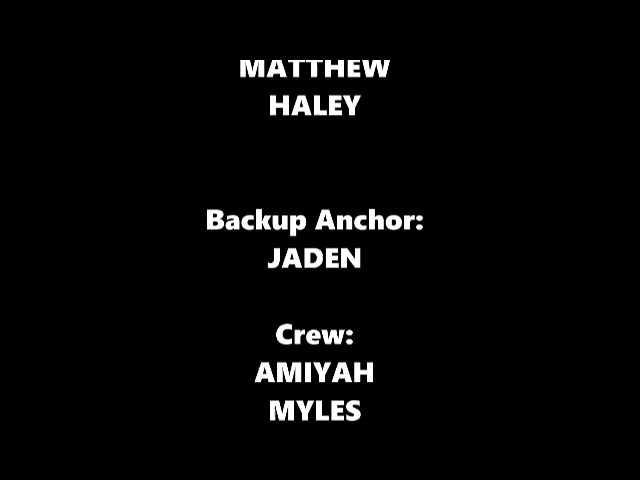 MATTHEW
HALEY
Backup Anchor:
JADEN
Crew:
AMIYAH
MYLES